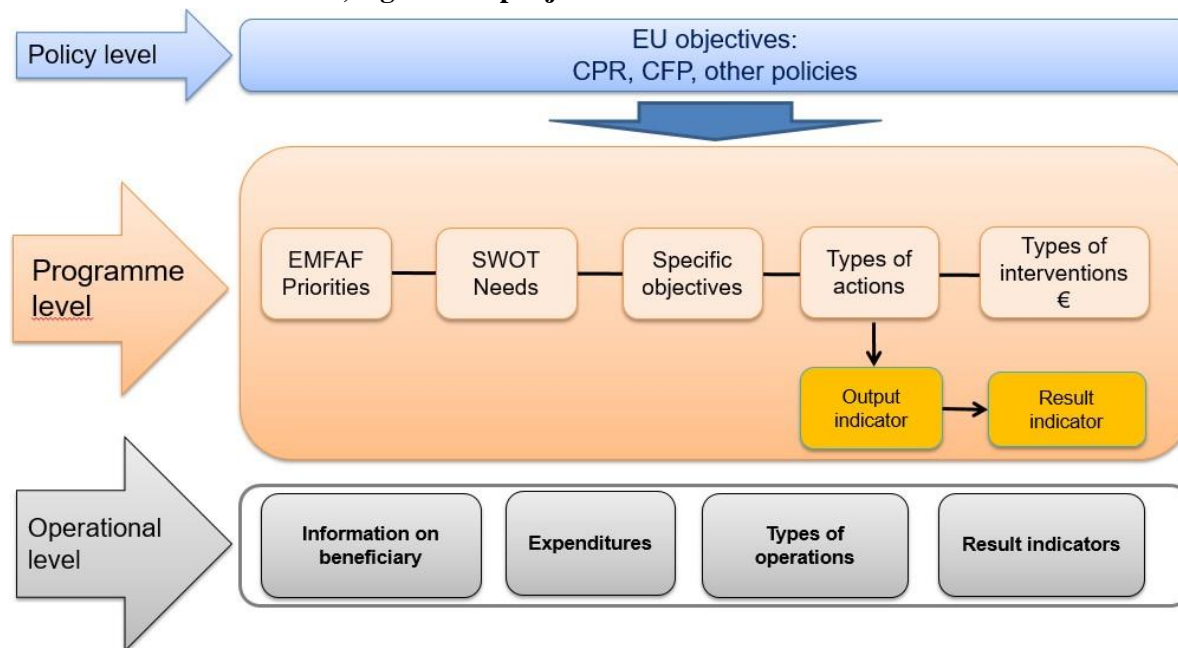 Policy level
EU objectives:
CPR, CFP, other policies
Programme
level
EMFAF
Priorities
SWOT
Needs
Specific
objectives
Types of
actions
Types of
interventions
€
Output
indicator
Result
indicator
Operational
level
Information on
beneficiary
Expenditures
Types of
operations
Result indicators